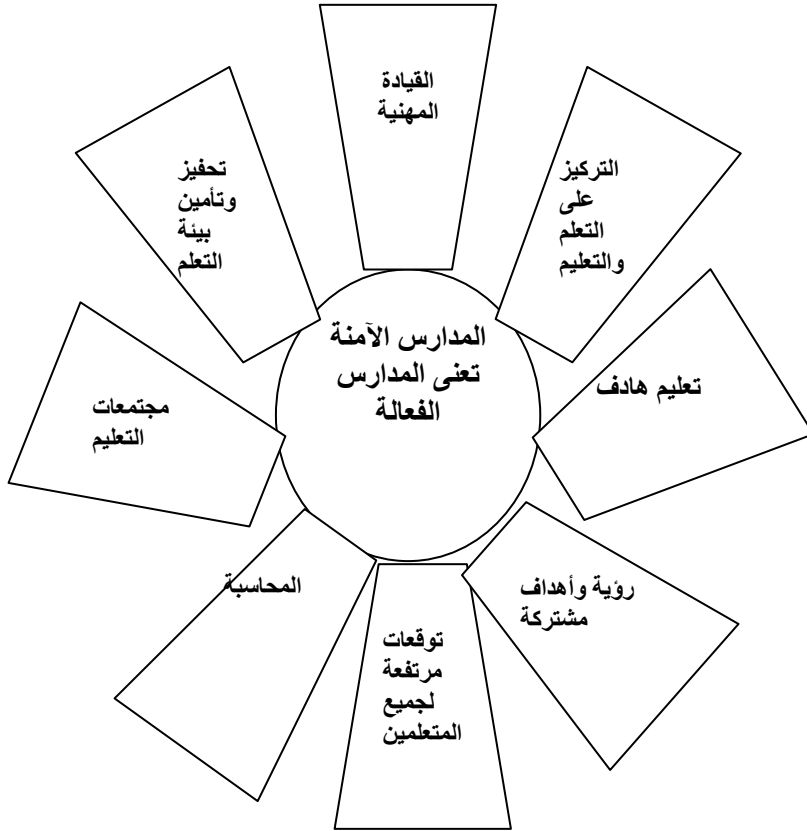 القيادة
المهنية
التركيز
على
التعلم
والتعليم
تحفيز
وتأمين
بيئة
التعلم
المدارس الآمنة
تعنى المدارس
الفعالة
تعليم هادف
مجتمعات
التعليم
رؤية وأهداف
مشتركة
المحاسبة
توقعات
مرتفعة
لجميع
المتعلمين